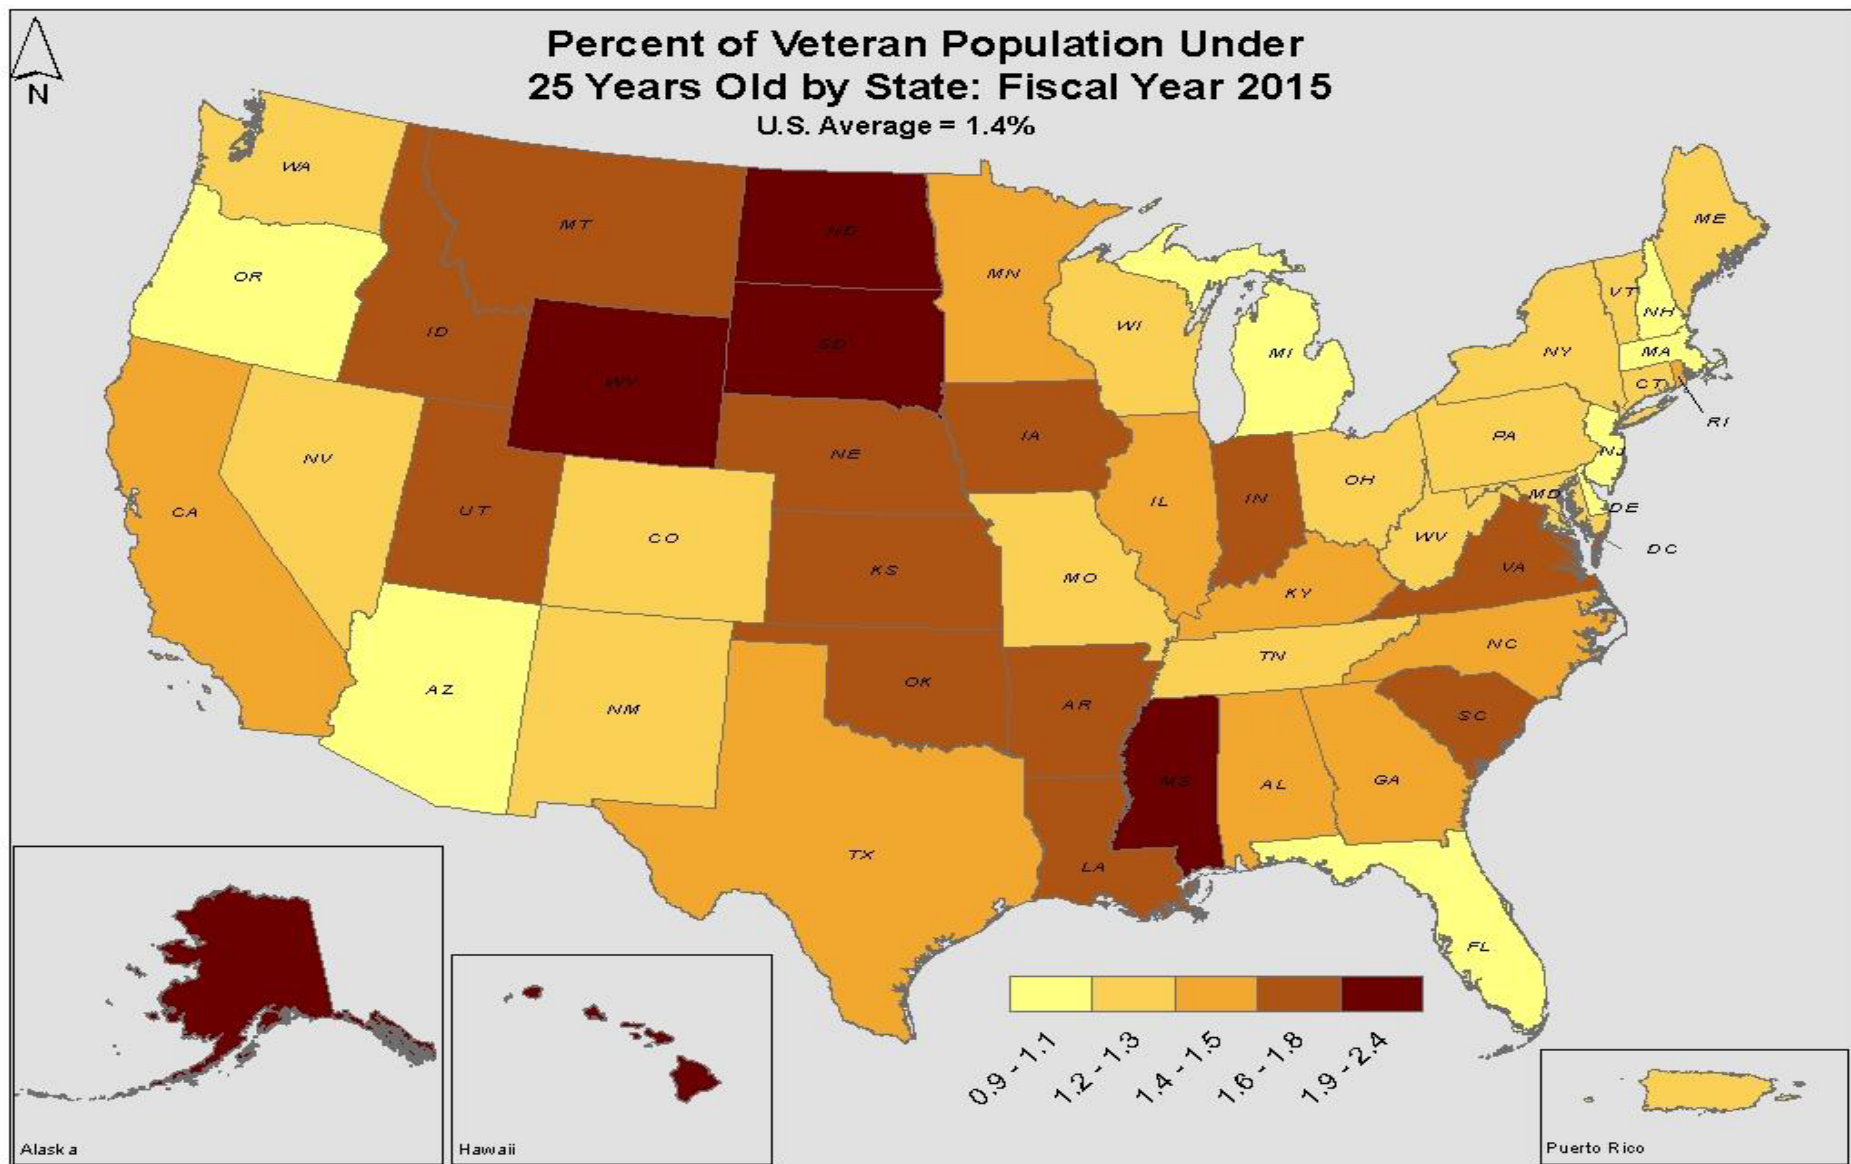 Percent of Veteran Population Under
25 Years Old by State: Fiscal Year 2015
U.S. Average = 1.4%
N
WA
MT
ND
MN
ME
OR
ID
SD
WI
MI
VT
NH
NY
MA
WY
CT
RI
IA
PA
NV
NE
NJ
OH
CA
UT
IL
IN
MD
DE
CO
WV
DC
KS
MO
VA
KY
NC
TN
AZ
NM
OK
AR
SC
MS
AL
GA
TX
LA
FL
0.9 - 1.1
1.2 - 1.3
1.4 - 1.5
1.6 - 1.8
1.9 - 2.4
Alaska
Hawaii
Puerto Rico